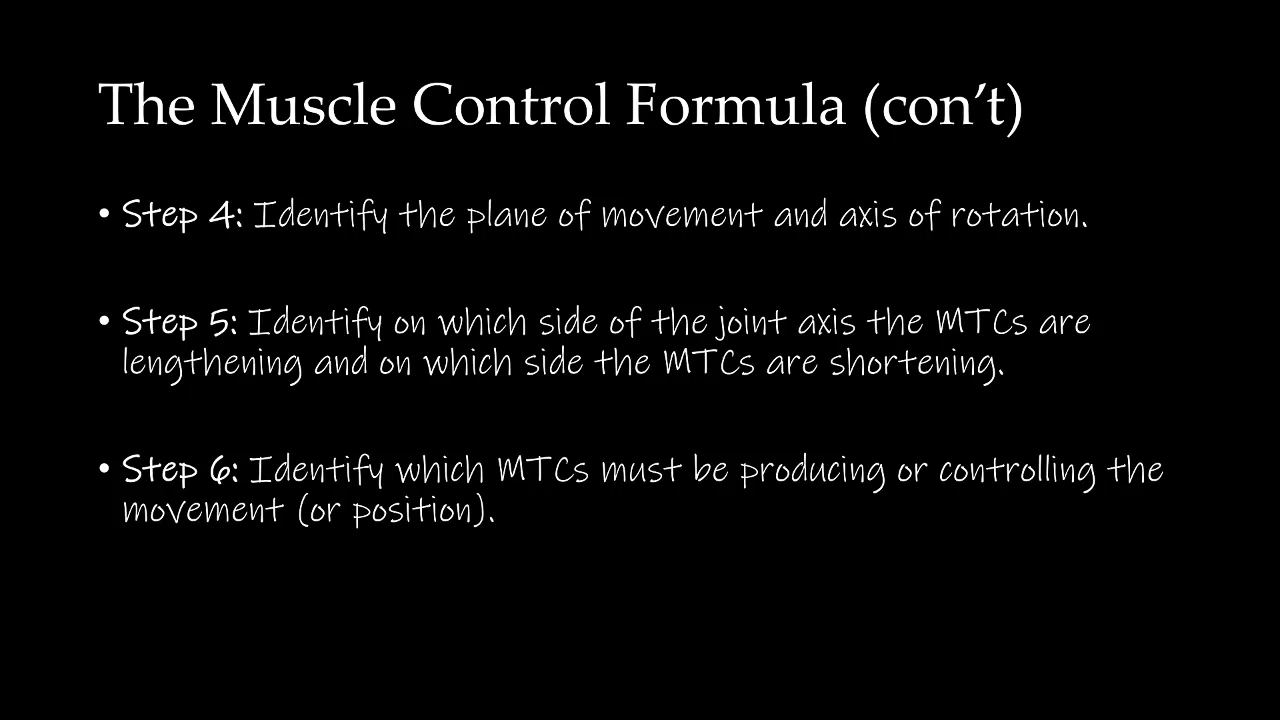 The Muscle Control Formula (con’t)
• Step 4: Identify the plane of movement and axis of rotation.
• Step 5: Identify on which side of the joint axis the MTCs are
lengthening and on which side the MTCs are shortening.
• Step 6: Identify which MTCs must be producing or controlling the
movement (or position).